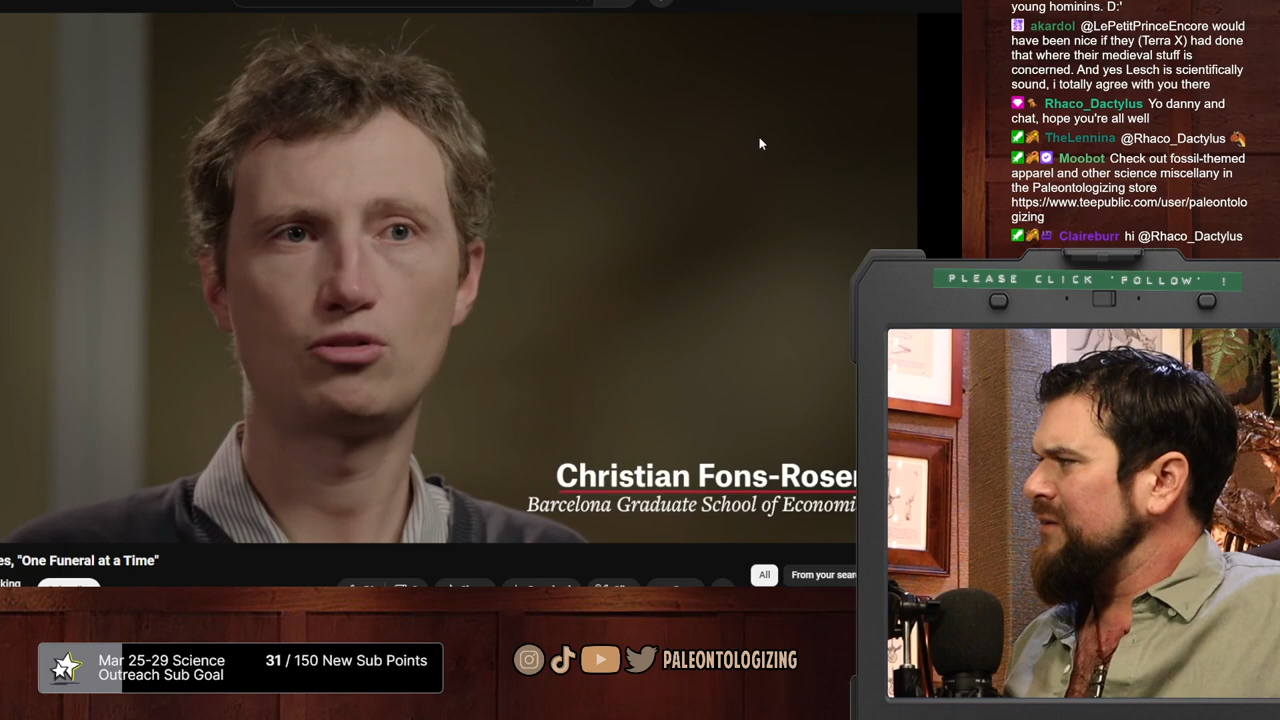 young hominins. D:'
akardol @LePetitPrinceEncore would
have been nice if they (Terra X) had done
that where their medieval stuff is
concerned. And yes Lesch is scientifically
sound, i totally agree with you there
Rhaco_Dactylus Yo danny and
chat, hope you're all well
TheLennina @Rhaco_Dactylus
Moobot Check out fossil-themed
apparel and other science miscellany in
the Paleontologizing store
https://www.teepublic.com/user/paleontolo
gizing
Claireburr hi @Rhaco_Dactylus
PLEASE CLICK 'FOLLOW' !
Christian Fons-Rosen
Barcelona Graduate School of Economi
es, "One Funeral at a Time"
king
All
From your sear
Mar 25-29 Science
Outreach Sub Goal
31 / 150 New Sub Points
PALEONTOLOGIZING